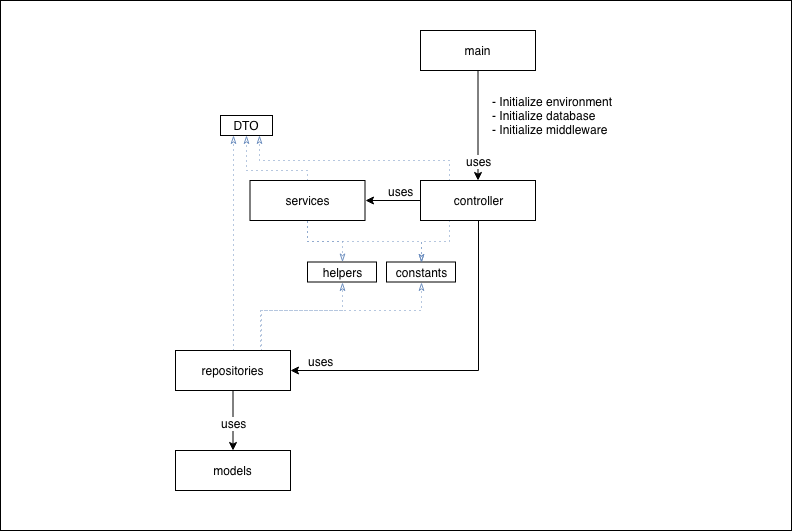 main
- Initialize environment
- Initialize database
- Initialize middleware
DTO
uses
services
uses
controller
helpers
constants
uses
repositories
uses
models